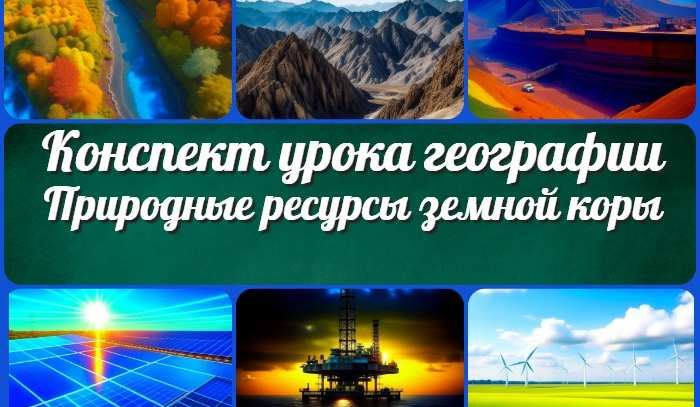 Конспект урока географии
Природные ресурсы земной коры